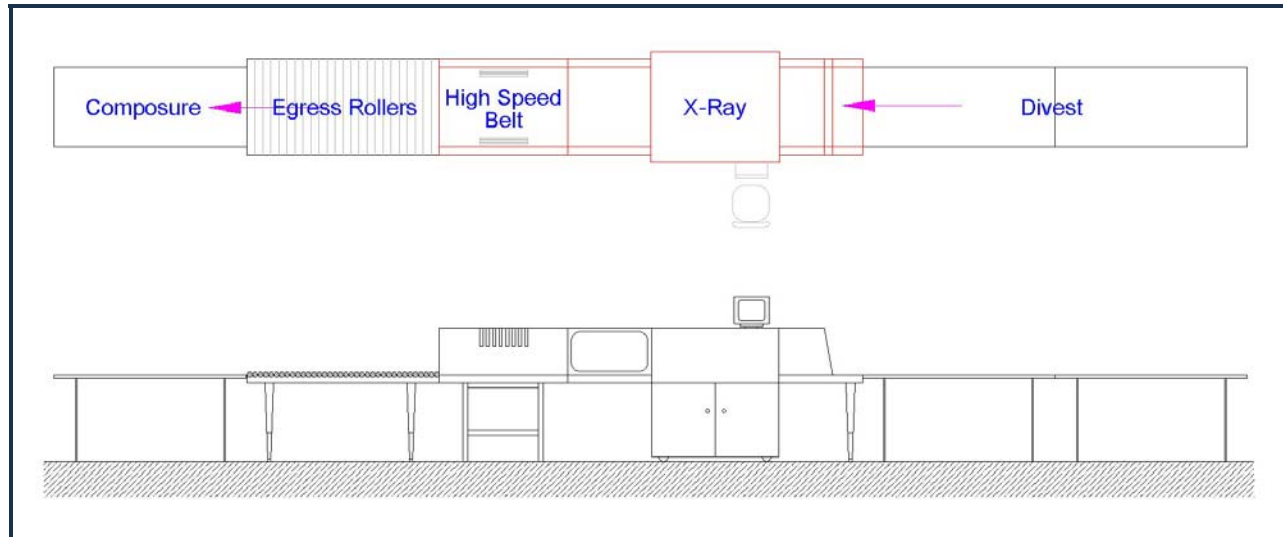 Composure
Egress Rollers
High Speed
Belt
X-Ray
Divest